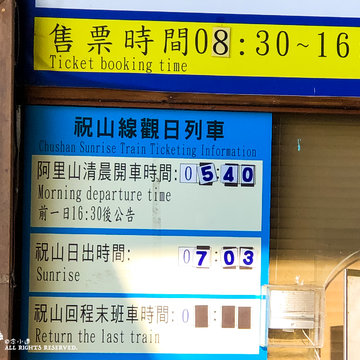 售票時間08:30~16
Ticket booking time
祝山線觀日列車
Chushan Sunrise Train Ticketing Information
阿里山清晨開車時間:05:40
Morning departure time
前一日16:30後公告
祝山日出時間: 07:03
Sunrise
祝山回程末班車時間:0
Return the last train
ALL RIGHTS RESERVED.